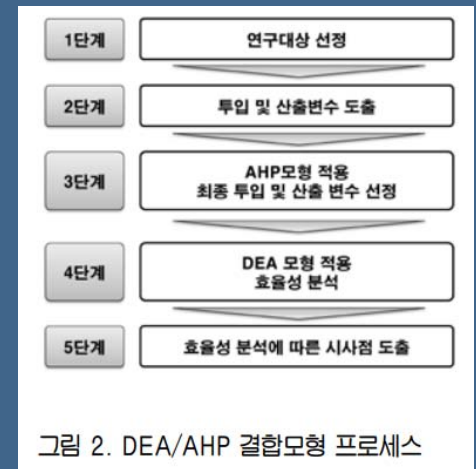 1단계
연구대상 선정
2단계
투입 및 산출변수 도출
3단계
AHP모형 적용
최종 투입 및 산출 변수 선정
4단계
DEA 모형 적용
효율성 분석
5단계
효율성 분석에 따른 시사점 도출
그림 2. DEA/AHP 결합모형 프로세스